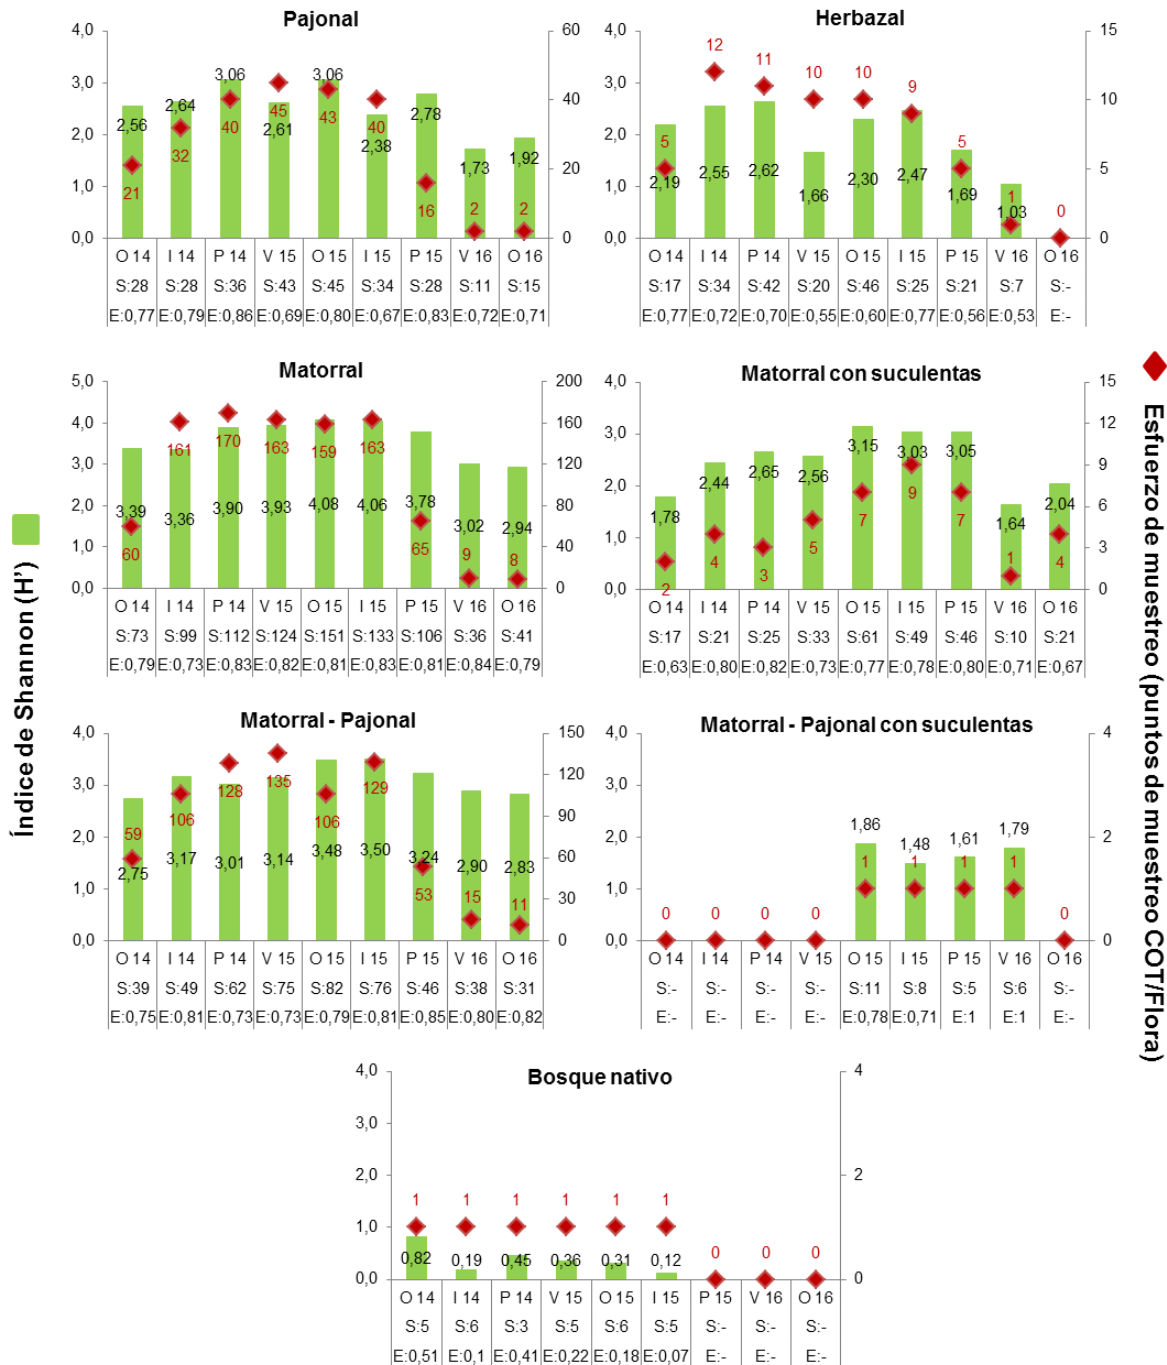 Pajonal
4,0
3,0
2,0
1,0
0,0
60
40
20
0
2,56 2,64 3,06 2,61 3,06 2,38 2,78 1,73 1,92
21 32 40 45 43 40 16 2 2
O 14 I 14 P 14 V 15 O 15 I 15 P 15 V 16 O 16
S:28 S:28 S:36 S:43 S:45 S:34 S:28 S:11 S:15
E:0,77 E:0,79 E:0,86 E:0,69 E:0,80 E:0,67 E:0,83 E:0,72 E:0,71
Herbazal
4,0
3,0
2,0
1,0
0,0
15
10
5
0
5 12 11 10 10 9 5 1 0
2,19 2,55 2,62 1,66 2,30 2,47 1,69 1,03
O 14 I 14 P 14 V 15 O 15 I 15 P 15 V 16 O 16
S:17 S:34 S:42 S:20 S:46 S:25 S:21 S:7 S:-
E:0,77 E:0,72 E:0,70 E:0,55 E:0,60 E:0,77 E:0,56 E:0,53 E:-
Matorral
5,0
4,0
3,0
2,0
1,0
0,0
200
160
120
80
40
0
3,39 3,36 3,90 3,93 4,08 4,06 3,78 3,02 2,94
60 161 170 163 159 163 65 9 8
O 14 I 14 P 14 V 15 O 15 I 15 P 15 V 16 O 16
S:73 S:99 S:112 S:124 S:151 S:133 S:106 S:36 S:41
E:0,79 E:0,73 E:0,83 E:0,82 E:0,81 E:0,83 E:0,81 E:0,84 E:0,79
Matorral con suculentas
4,0
3,0
2,0
1,0
0,0
15
12
9
6
3
0
1,78 2,44 2,65 2,56 3,15 3,03 3,05 1,64 2,04
2 4 3 5 7 9 7 1 4
O 14 I 14 P 14 V 15 O 15 I 15 P 15 V 16 O 16
S:17 S:21 S:25 S:33 S:61 S:49 S:46 S:10 S:21
E:0,63 E:0,80 E:0,82 E:0,73 E:0,77 E:0,78 E:0,80 E:0,71 E:0,67
Matorral - Pajonal
4,0
3,0
2,0
1,0
0,0
150
120
90
60
30
0
59 106 128 135 106 129 53 15 11
2,75 3,17 3,01 3,14 3,48 3,50 3,24 2,90 2,83
O 14 I 14 P 14 V 15 O 15 I 15 P 15 V 16 O 16
S:39 S:49 S:62 S:75 S:82 S:76 S:46 S:38 S:31
E:0,75 E:0,81 E:0,73 E:0,73 E:0,79 E:0,81 E:0,85 E:0,80 E:0,82
Matorral - Pajonal con suculentas
4,0
3,0
2,0
1,0
0,0
4
2
0
1,86 1,48 1,61 1,79
0 0 0 0 1 1 1 1 0
O 14 I 14 P 14 V 15 O 15 I 15 P 15 V 16 O 16
S:- S:- S:- S:- S:11 S:8 S:5 S:6 S:-
E:- E:- E:- E:- E:0,78 E:0,71 E:1 E:1 E:-
Bosque nativo
4,0
3,0
2,0
1,0
0,0
4
2
0
1 1 1 1 1 1 0 0 0
0,82 0,19 0,45 0,36 0,31 0,12
O 14 I 14 P 14 V 15 O 15 I 15 P 15 V 16 O 16
S:5 S:6 S:3 S:5 S:6 S:5 S:- S:- S:-
E:0,51 E:0,1 E:0,41 E:0,22 E:0,18 E:0,07 E:- E:- E:-
Índice de Shannon (H')
Esfuerzo de muestreo (puntos de muestreo COT/Flora)